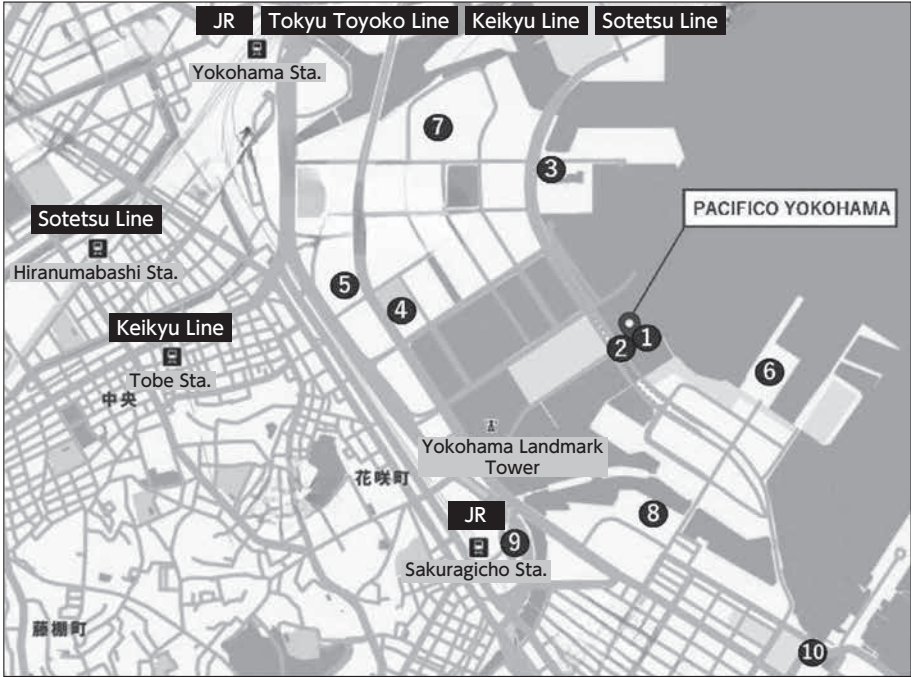 JR
Tokyu Toyoko Line
Keikyu Line
Sotetsu Line
Yokohama Sta.
7
3
PACIFICO YOKOHAMA
Sotetsu Line
Hiranumabashi Sta.
5
4
Keikyu Line
1
2
Tobe Sta.
6
中央
Yokohama Landmark
Tower
花咲町
JR
8
9
Sakuragicho Sta.
藤棚町
10